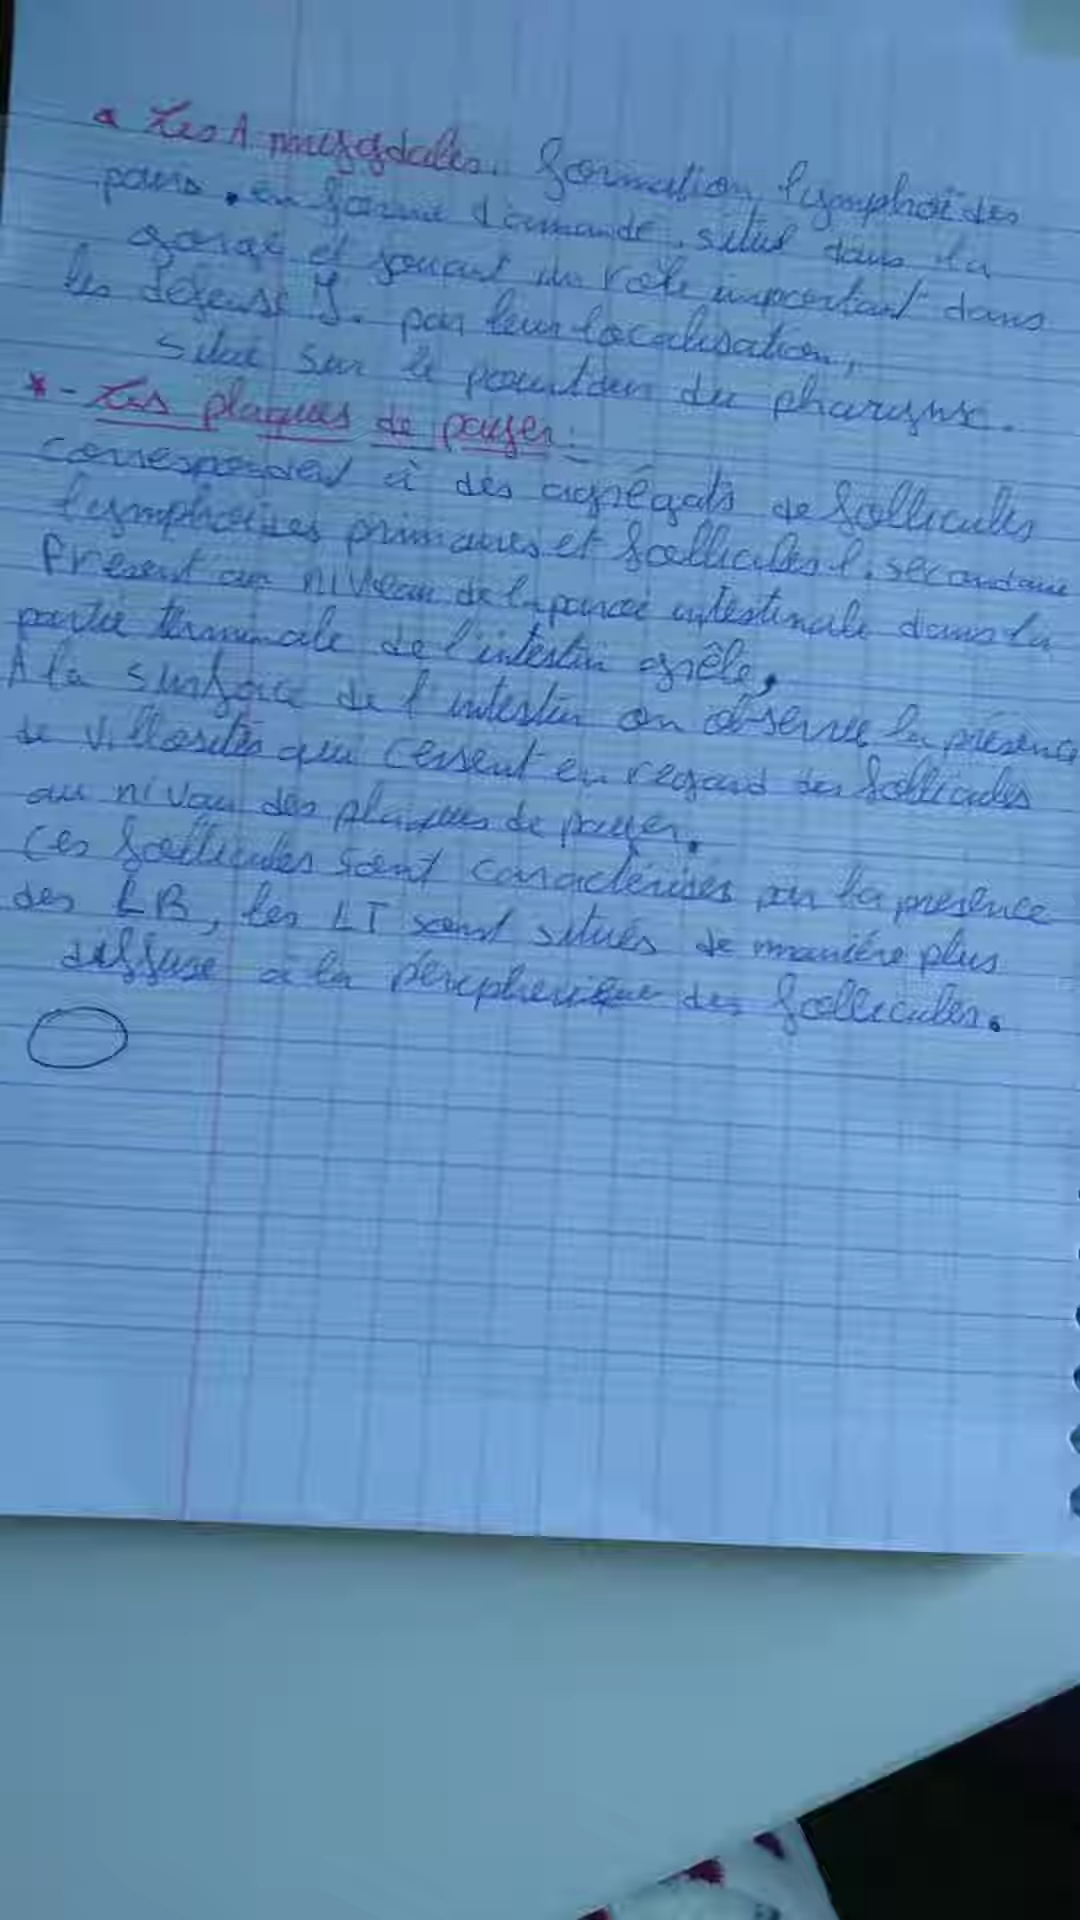 Les Amygdales. formation lymphoïdes
pairs. en forme d'amande. situé dans la
gorge et jouant un role important dans
les défense I. par leur localisation,
situé sur le pourtour du pharynx.
*- Les plaques de payer:
correspondent à des agrégats de follicules
lymphoïdes primaires et follicules l. secondaire
Présent au niveau de la paroi intestinale dans la
partie terminale de l'intestin grêle.
À la surface de l'intestin on observe la présence
de villosités qui cessent en regard des follicules
au niveau des plaques de payer.
Ces follicules sont caractérisés par la présence
des LB, les LT sont situés de manière plus
diffuse à la des follicules.